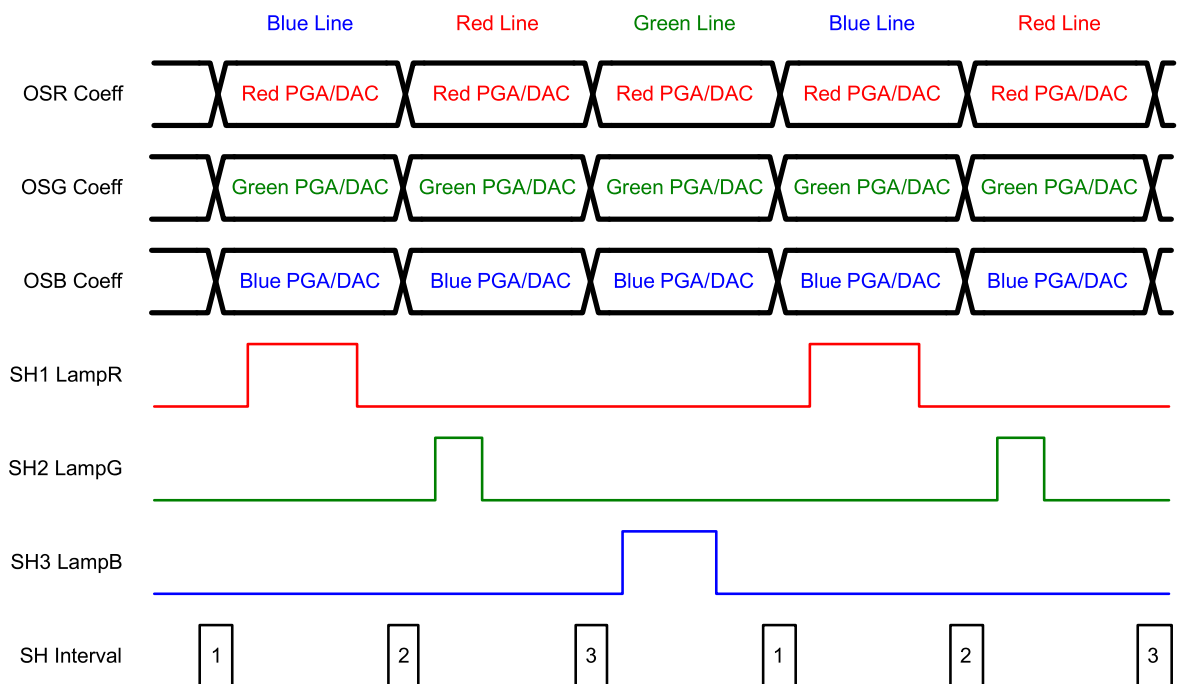 Blue Line Red Line Green Line Blue Line Red Line
OSR Coeff Red PGA/DAC Red PGA/DAC Red PGA/DAC Red PGA/DAC Red PGA/DAC
OSG Coeff Green PGA/DAC Green PGA/DAC Green PGA/DAC Green PGA/DAC Green PGA/DAC
OSB Coeff Blue PGA/DAC Blue PGA/DAC Blue PGA/DAC Blue PGA/DAC Blue PGA/DAC
SH1 LampR
SH2 LampG
SH3 LampB
SH Interval 1 2 3 1 2 3